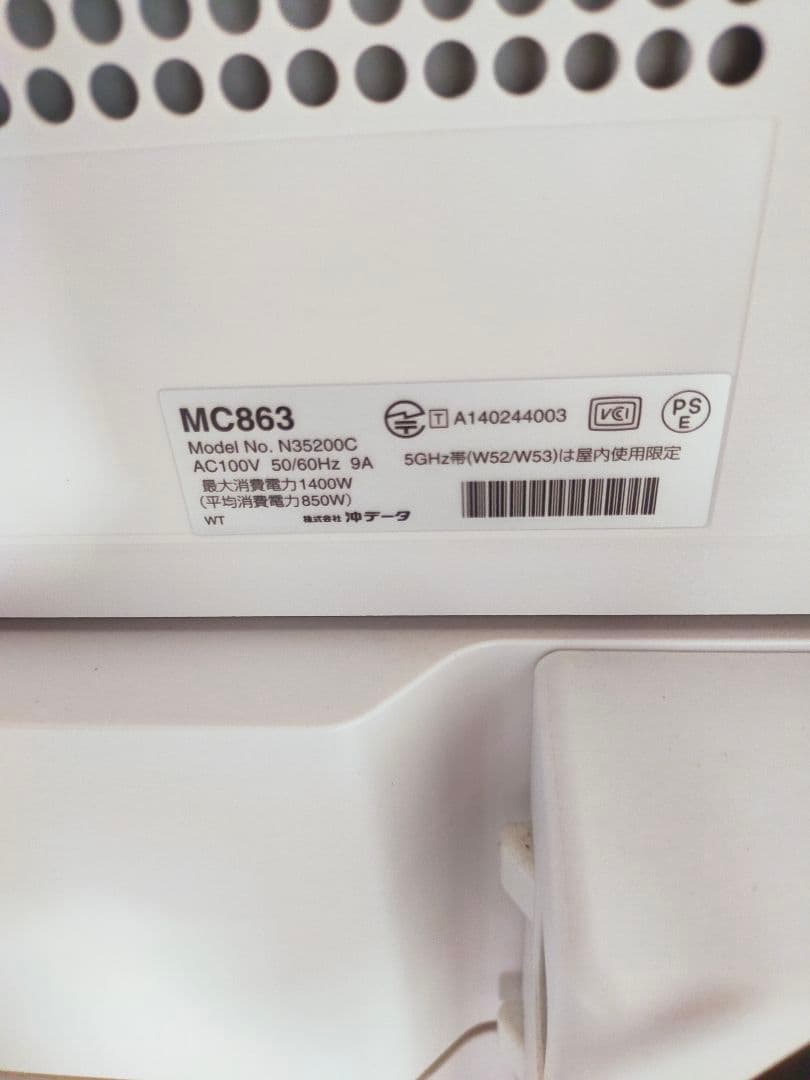 MC863
Model No. N35200C
AC100V 50/60Hz 9A
最大消費電力1400W
(平均消費電力850W)
WT
株式会社 沖データ
T A140244003
VCI
PS
E
5GHz帯(W52/W53)は屋内使用限定